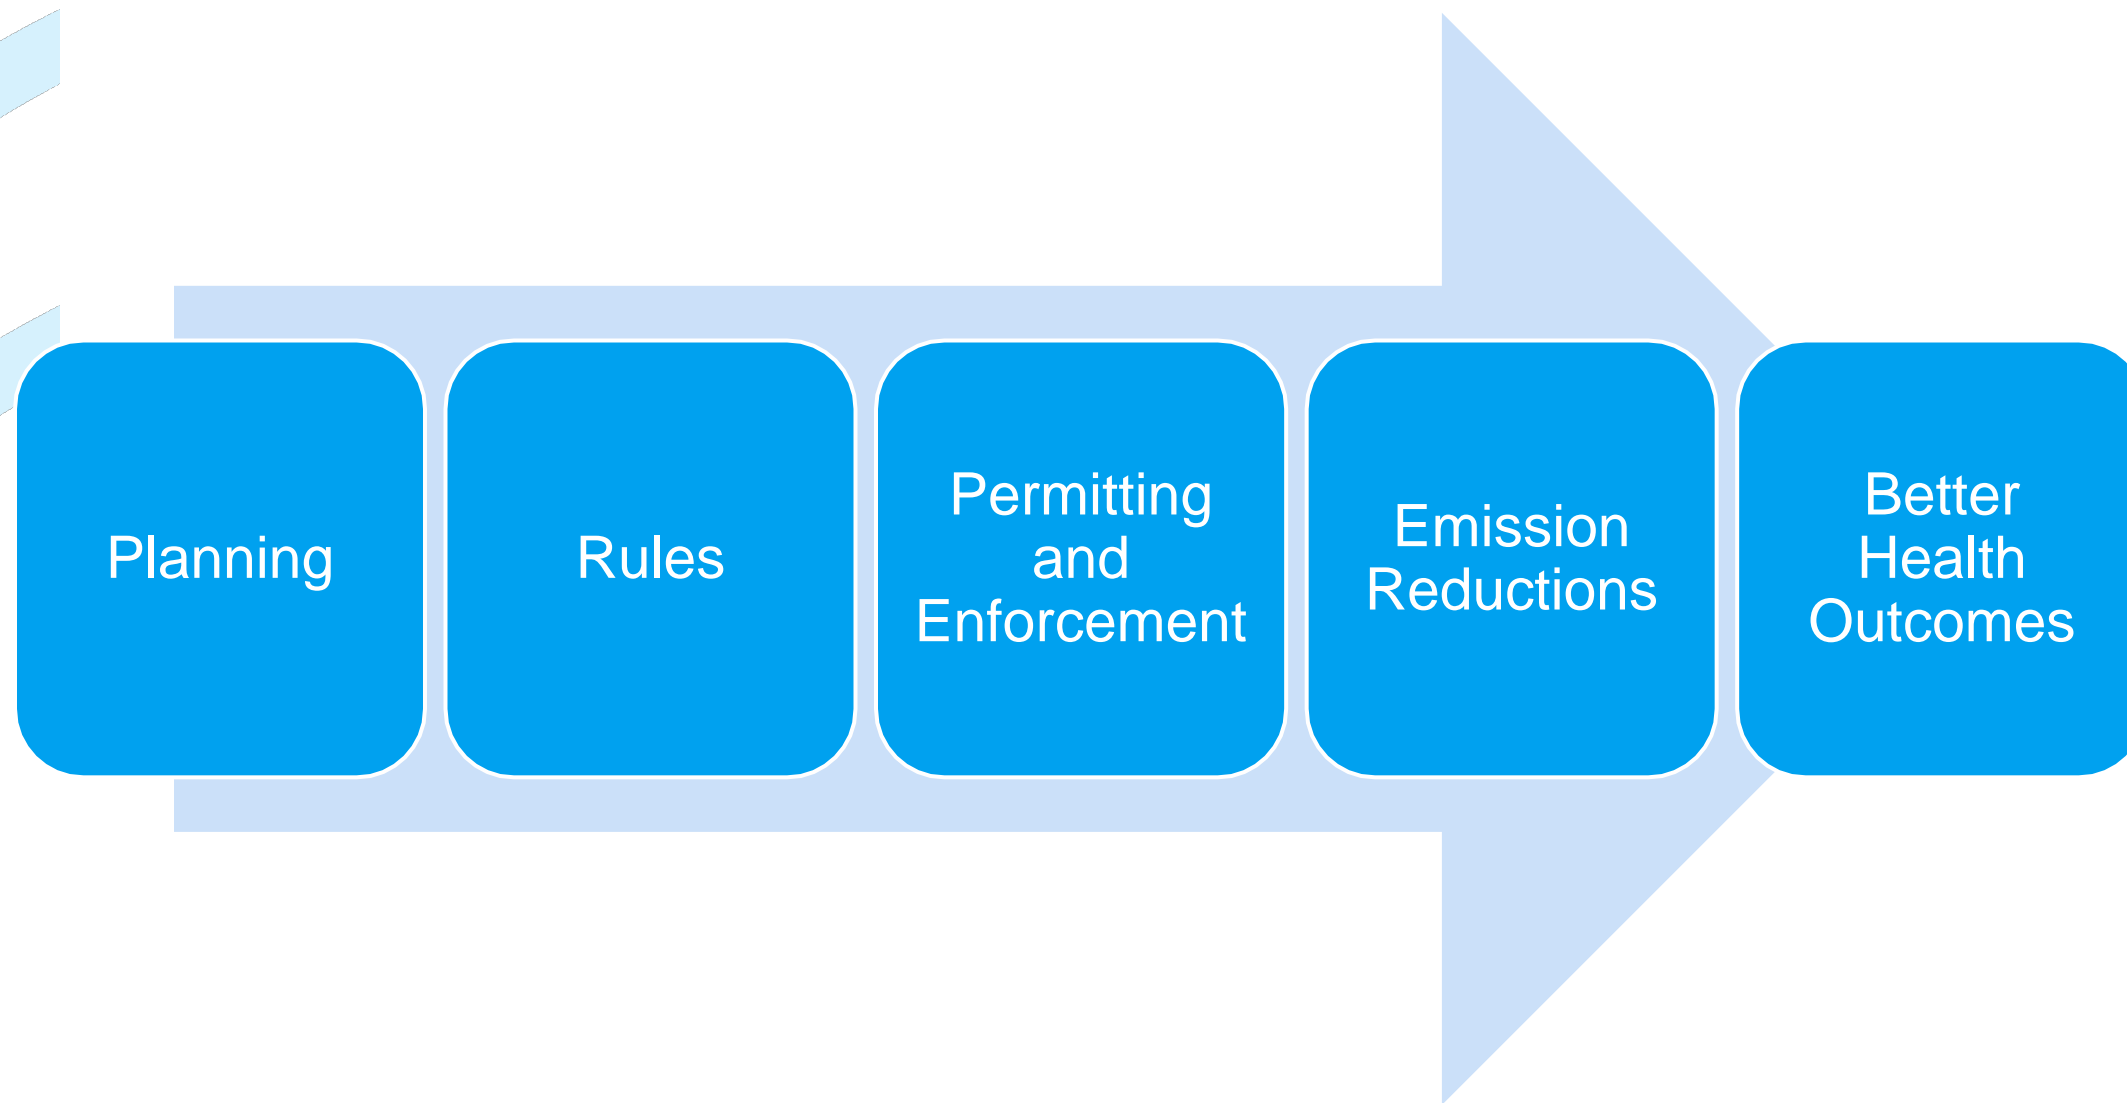 Planning
Rules
Permitting
and
Enforcement
Emission
Reductions
Better
Health
Outcomes